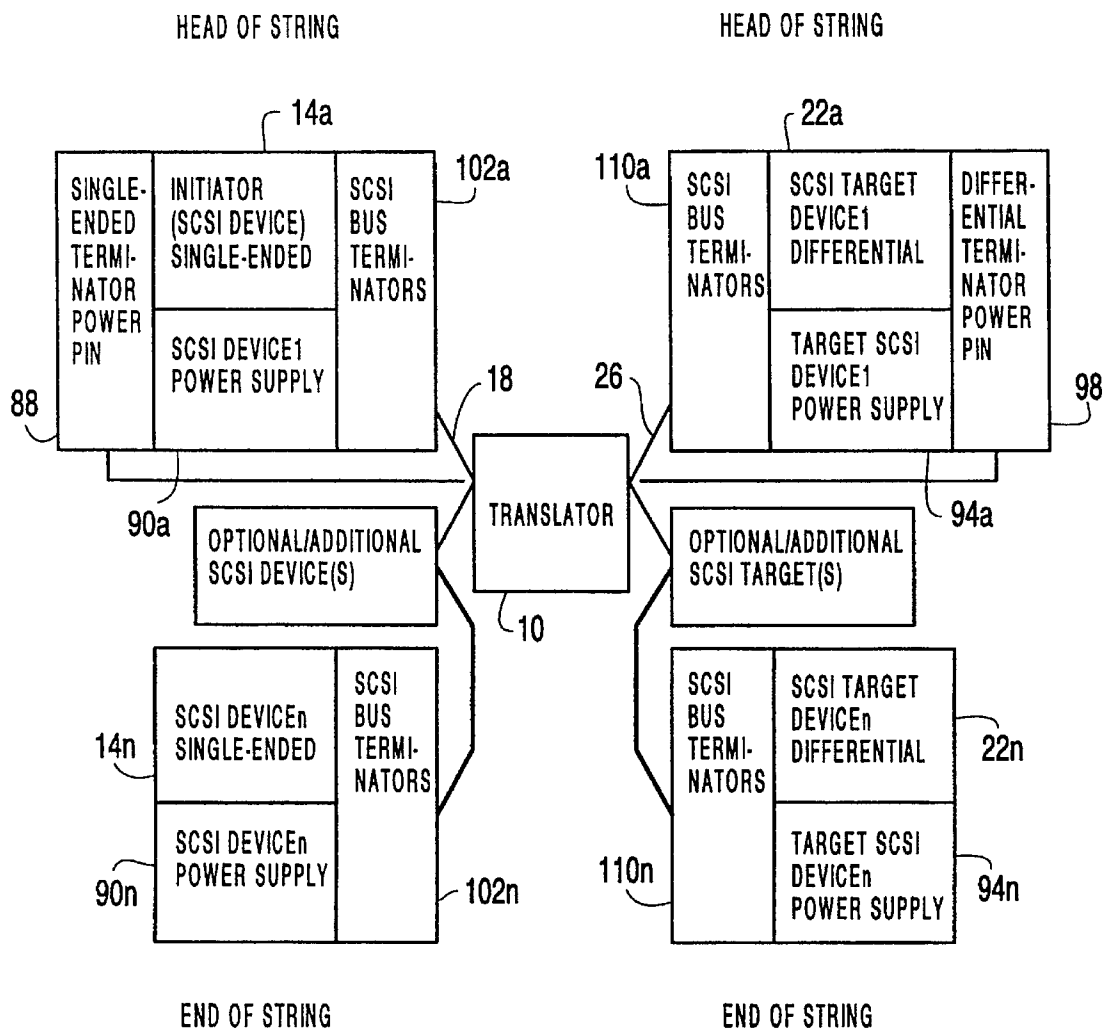 HEAD OF STRING
HEAD OF STRING
14a
22a
102a
110a
SINGLE-
ENDED
TERMI-
NATOR
POWER
PIN
INITIATOR
(SCSI DEVICE)
SINGLE-ENDED
SCSI
BUS
TERMI-
NATORS
SCSI DEVICE1
POWER SUPPLY
SCSI
BUS
TERMI-
NATORS
SCSI TARGET
DEVICE1
DIFFERENTIAL
DIFFER-
ENTIAL
TERMI-
NATOR
POWER
PIN
TARGET SCSI
DEVICE1
POWER SUPPLY
88
18
26
98
90a
94a
TRANSLATOR
10
OPTIONAL/ADDITIONAL
SCSI DEVICE(S)
OPTIONAL/ADDITIONAL
SCSI TARGET(S)
SCSI DEVICEn
SINGLE-ENDED
SCSI
BUS
TERMI-
NATORS
SCSI DEVICEn
POWER SUPPLY
14n
90n
102n
SCSI
BUS
TERMI-
NATORS
SCSI TARGET
DEVICEn
DIFFERENTIAL
TARGET SCSI
DEVICEn
POWER SUPPLY
22n
110n
94n
END OF STRING
END OF STRING